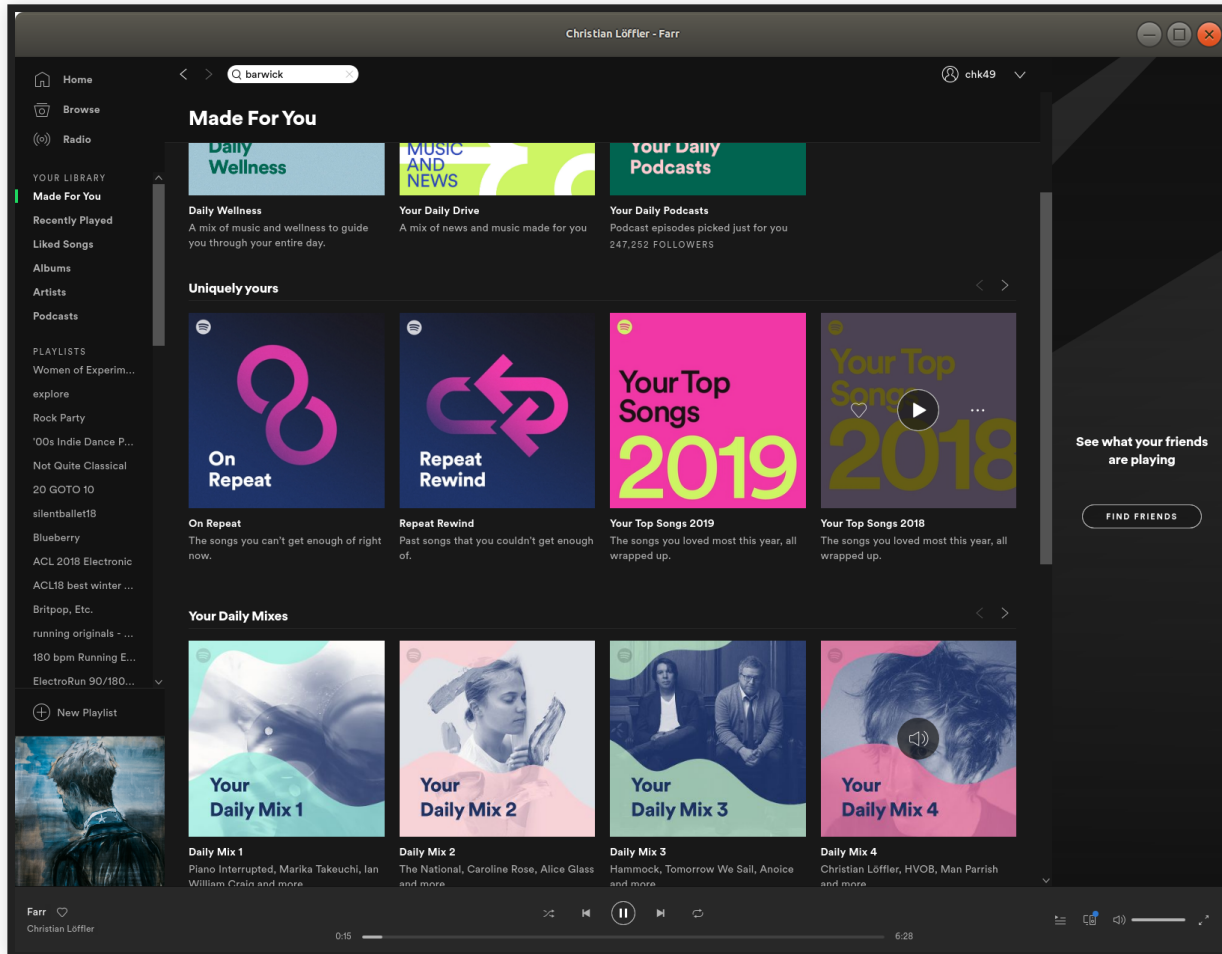 Christian Löffler - Farr
Home
Browse
Radio
YOUR LIBRARY
Made For You
Recently Played
Liked Songs
Albums
Artists
Podcasts
PLAYLISTS
Women of Experim...
explore
Rock Party
'00s Indie Dance P...
Not Quite Classical
20 GOTO 10
silentballet18
Blueberry
ACL 2018 Electronic
ACL18 best winter ...
Britpop, Etc.
running originals - ...
180 bpm Running E...
ElectroRun 90/180...
New Playlist
barwick
chk49
Made For You
Daily
Wellness
MUSIC
AND
NEWS
Your Daily
Podcasts
Daily Wellness
A mix of music and wellness to guide
you through your entire day.
Your Daily Drive
A mix of news and music made for you
Your Daily Podcasts
Podcast episodes picked just for you
247,252 FOLLOWERS
Uniquely yours
On
Repeat
Repeat
Rewind
Your Top
Songs
2019
Your Top
Songs
2018
On Repeat
The songs you can't get enough of right
now.
Repeat Rewind
Past songs that you couldn't get enough
of.
Your Top Songs 2019
The songs you loved most this year, all
wrapped up.
Your Top Songs 2018
The songs you loved most this year, all
wrapped up.
Your Daily Mixes
Your
Daily Mix 1
Your
Daily Mix 2
Your
Daily Mix 3
Your
Daily Mix 4
Daily Mix 1
Piano Interrupted, Marika Takeuchi, Ian
William Craig and more
Daily Mix 2
The National, Caroline Rose, Alice Glass
and more
Daily Mix 3
Hammock, Tomorrow We Sail, Anoice
and more
Daily Mix 4
Christian Löffler, HVOB, Man Parrish
and more
See what your friends
are playing
FIND FRIENDS
Farr
Christian Löffler
0:15
6:28